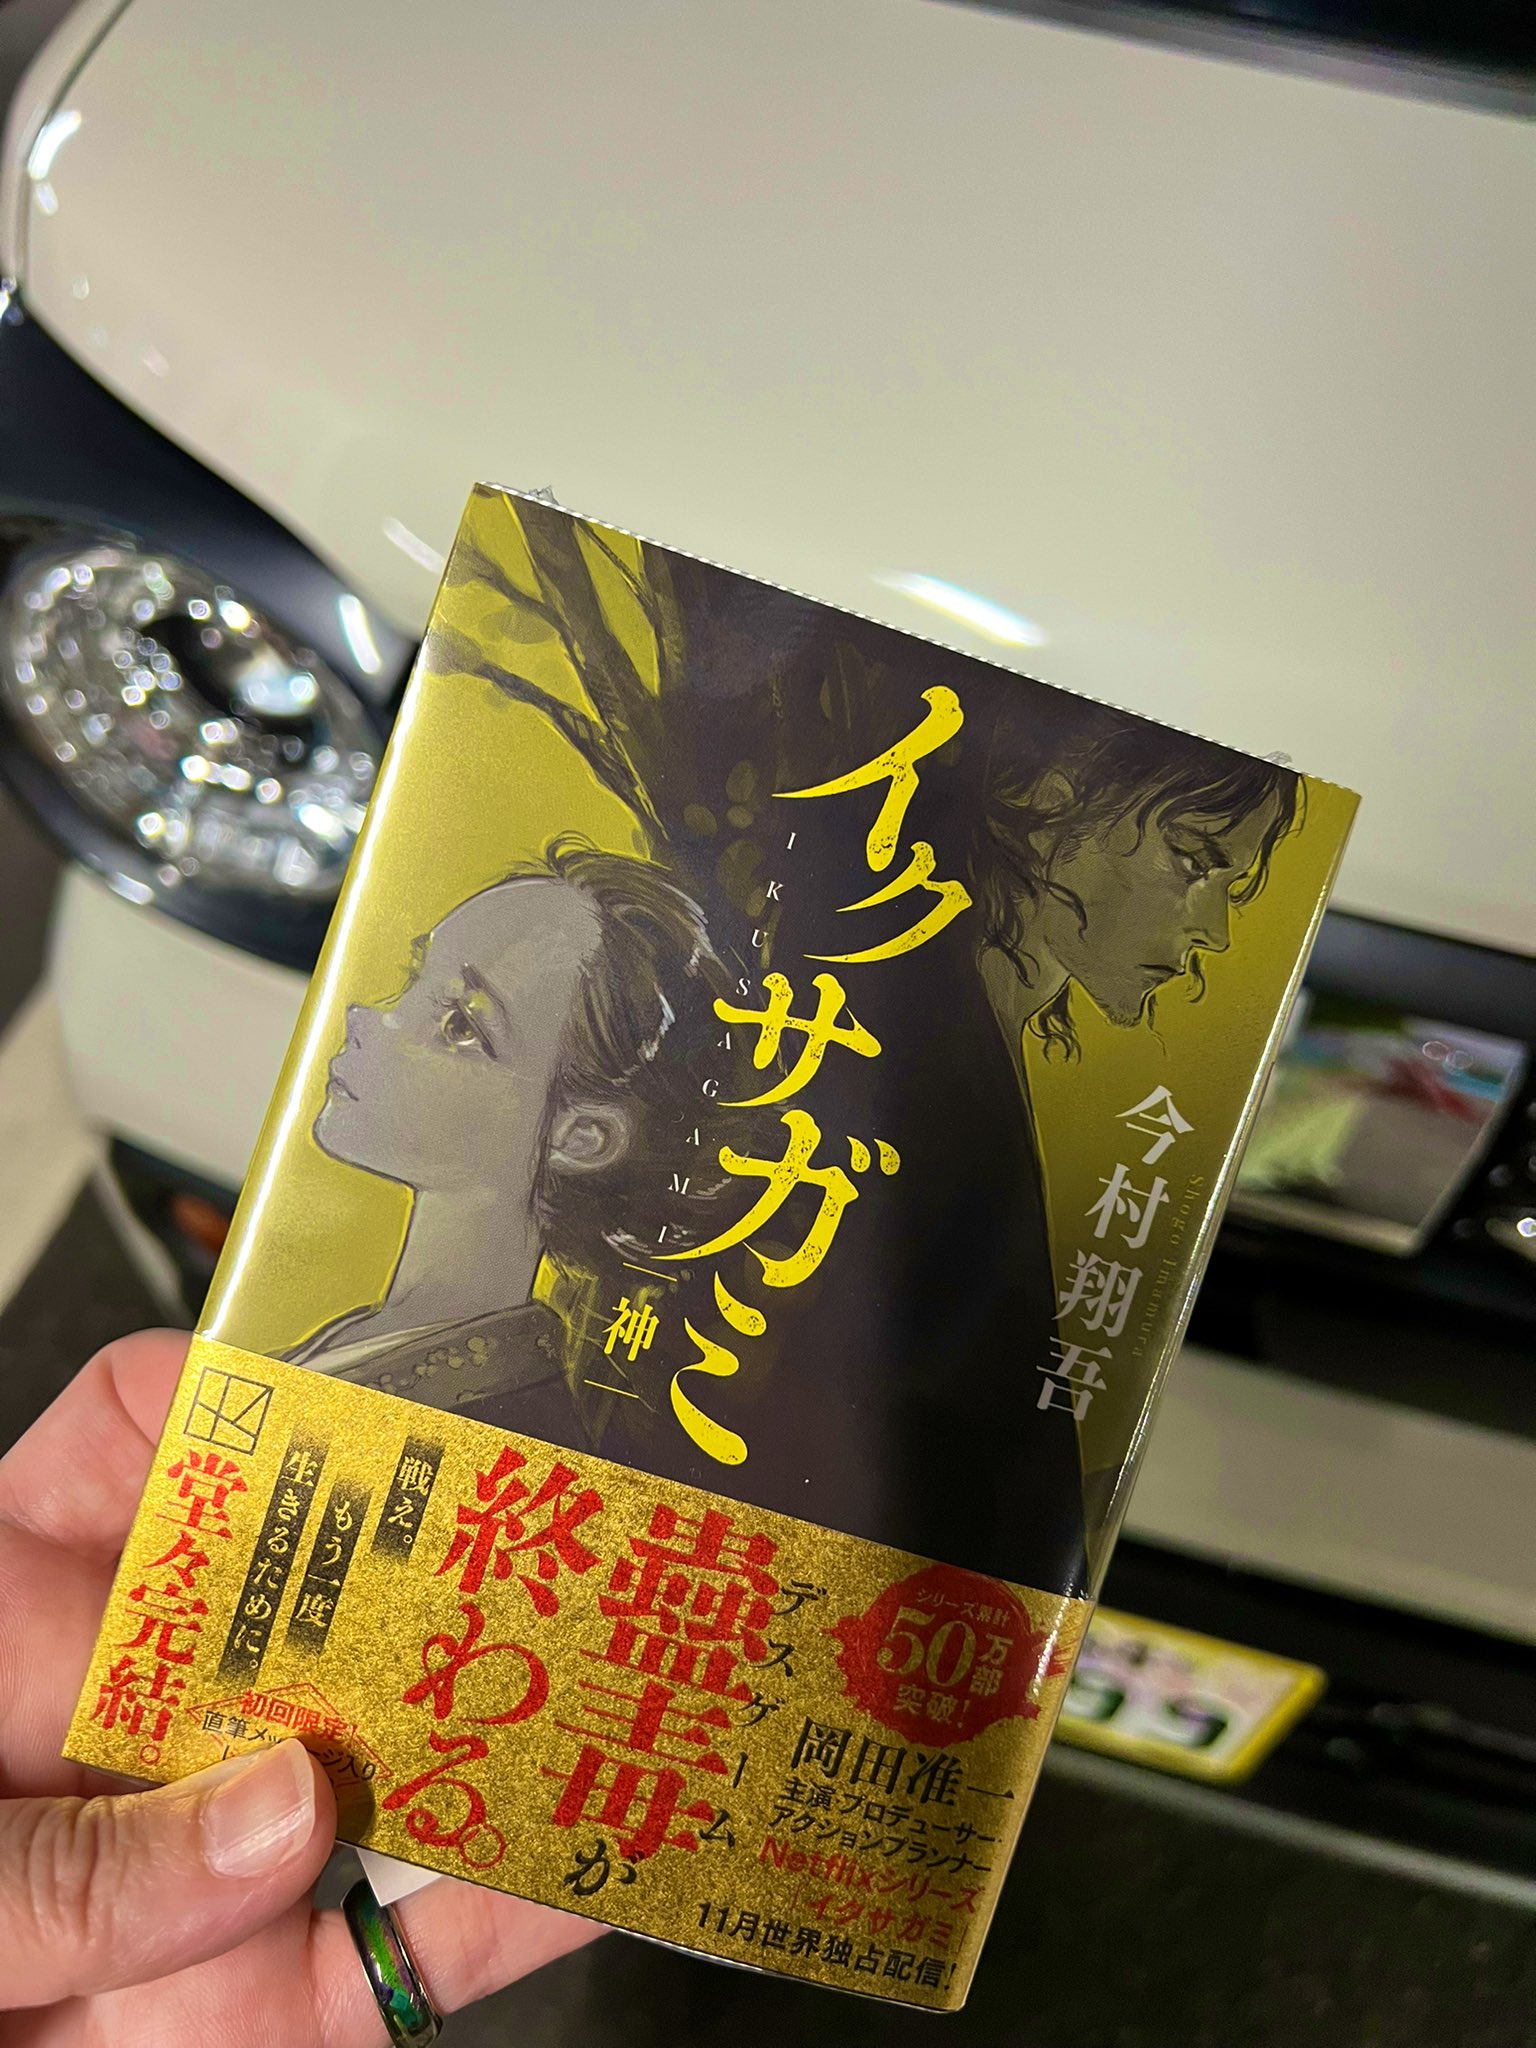 イクサガミ
IKUSAGAMI
神
今村翔吾
Shogo Imamura
シリーズ累計
50万部
突破!
岡田准一
主演・プロデューサー・
アクションプランナー
Netflixシリーズ
「イクサガミ」
11月世界独占配信!
デスゲーム
蠱毒が
終わる。
戦え。
もう一度
生きるために、
堂々完結。
初回限定!
直筆メッセージ入り
99